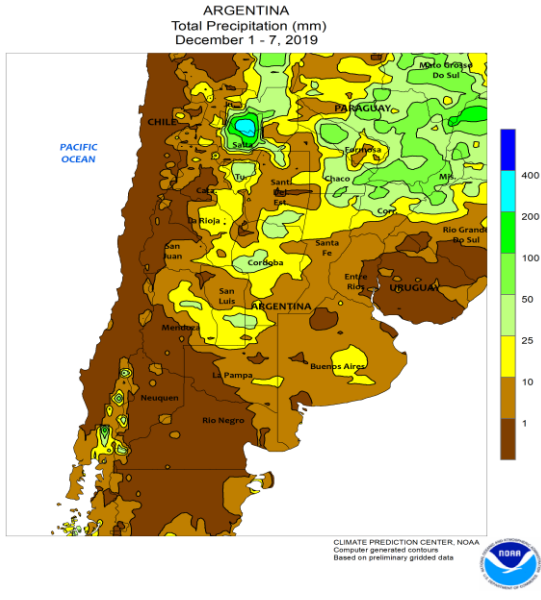 ARGENTINA
Total Precipitation (mm)
December 1 - 7, 2019
Mato Grosso
Do Sul
PARAGUAY
CHILE
PACIFIC
OCEAN
Salta
Formosa
Tu.
Chaco
Mis.
Sant.
Del
Est.
Cata.
Corr.
La Rioja
Rio Grande
Do Sul
Santa
Fe
San
Juan
Cordoba
Entre
Rios
URUGUAY
San
Luis
ARGENTINA
Mendoza
Buenos Aires
La Pampa
Neuquen
Rio Negro
400
200
100
50
25
10
1
CLIMATE PREDICTION CENTER, NOAA
Computer generated contours
Based on preliminary gridded data
NOAA